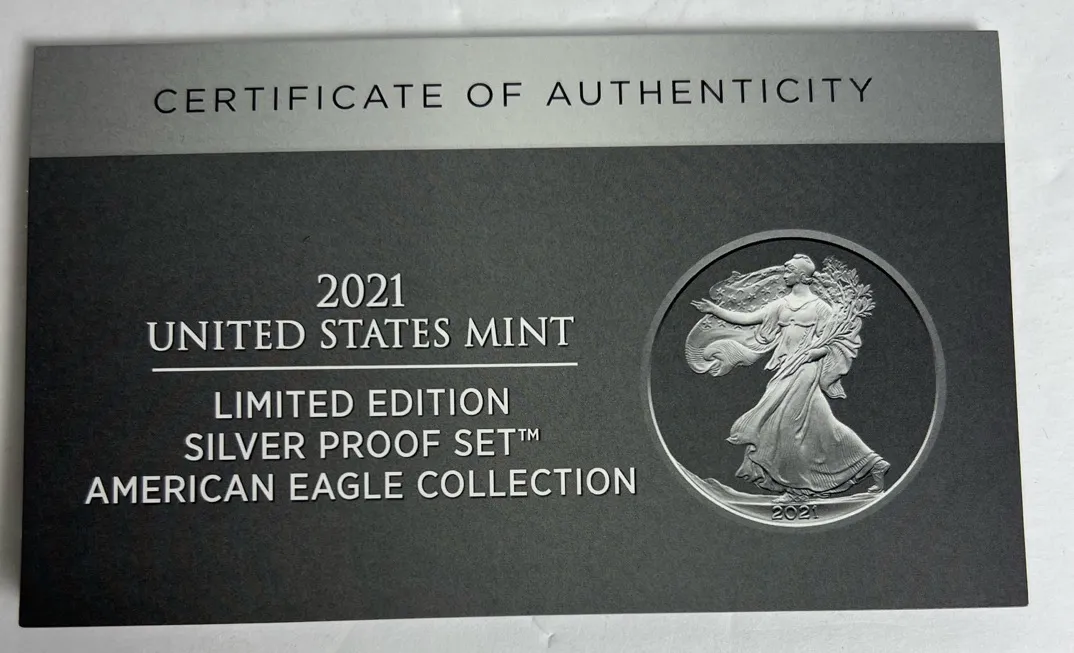 CERTIFICATE OF AUTHENTICITY
2021
UNITED STATES MINT
LIMITED EDITION
SILVER PROOF SET™
AMERICAN EAGLE COLLECTION
2021